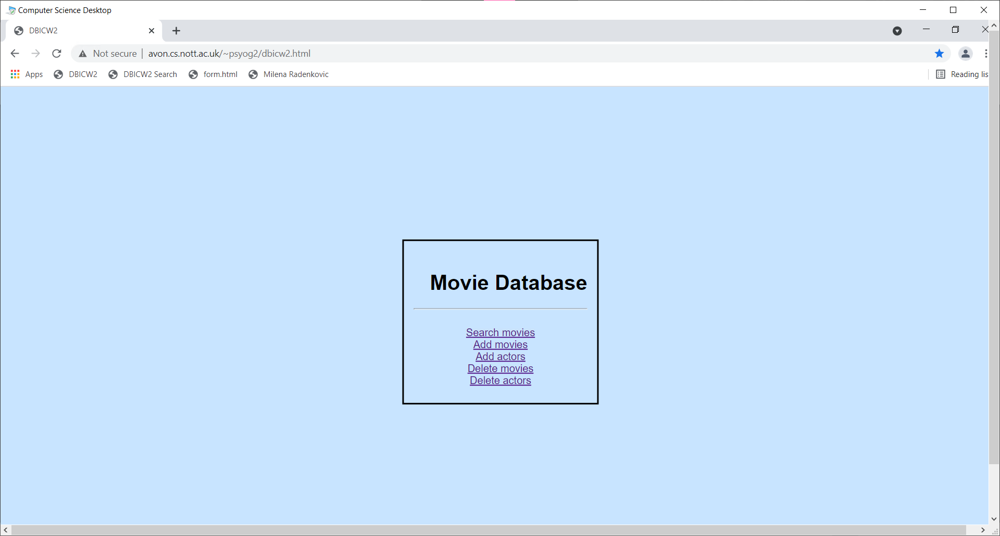 Computer Science Desktop
DBICW2
Not secure | avon.cs.nott.ac.uk/~psyog2/dbicw2.html
Apps DBICW2 DBICW2 Search form.html Milena Radenkovic Reading lis
Movie Database
Search movies
Add movies
Add actors
Delete movies
Delete actors